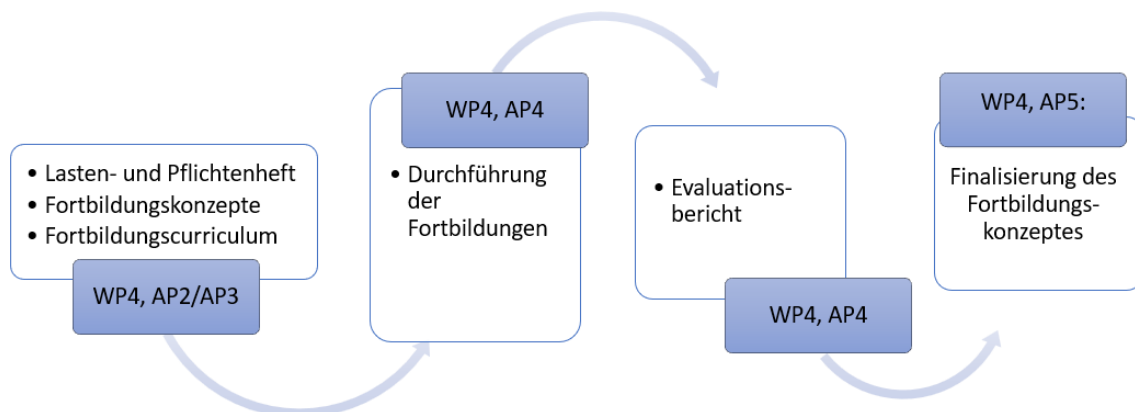 • Lasten- und Pflichtenheft
• Fortbildungskonzepte
• Fortbildungscurriculum
WP4, AP2/AP3
WP4, AP4
• Durchführung
der
Fortbildungen
• Evaluations-
bericht
WP4, AP4
WP4, AP5:
Finalisierung des
Fortbildungs-
konzeptes